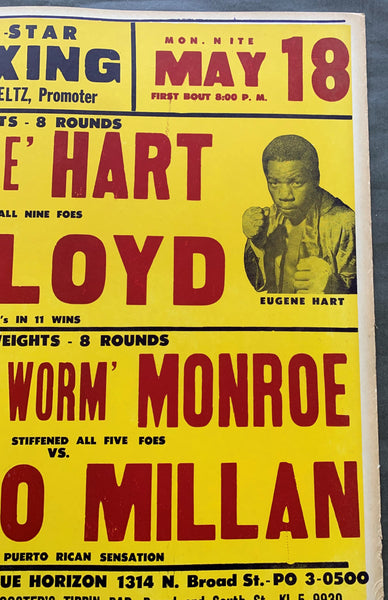 -STAR
XING
ELTZ, Promoter
MON. NITE
MAY 18
FIRST BOUT 8:00 P. M.
TS - 8 ROUNDS
E' HART
ALL NINE FOES
EUGENE HART
LOYD
's IN 11 WINS
WEIGHTS - 8 ROUNDS
WORM' MONROE
STIFFENED ALL FIVE FOES
VS.
O MILLAN
PUERTO RICAN SENSATION
UE HORIZON 1314 N. Broad St.-PO 3-0500